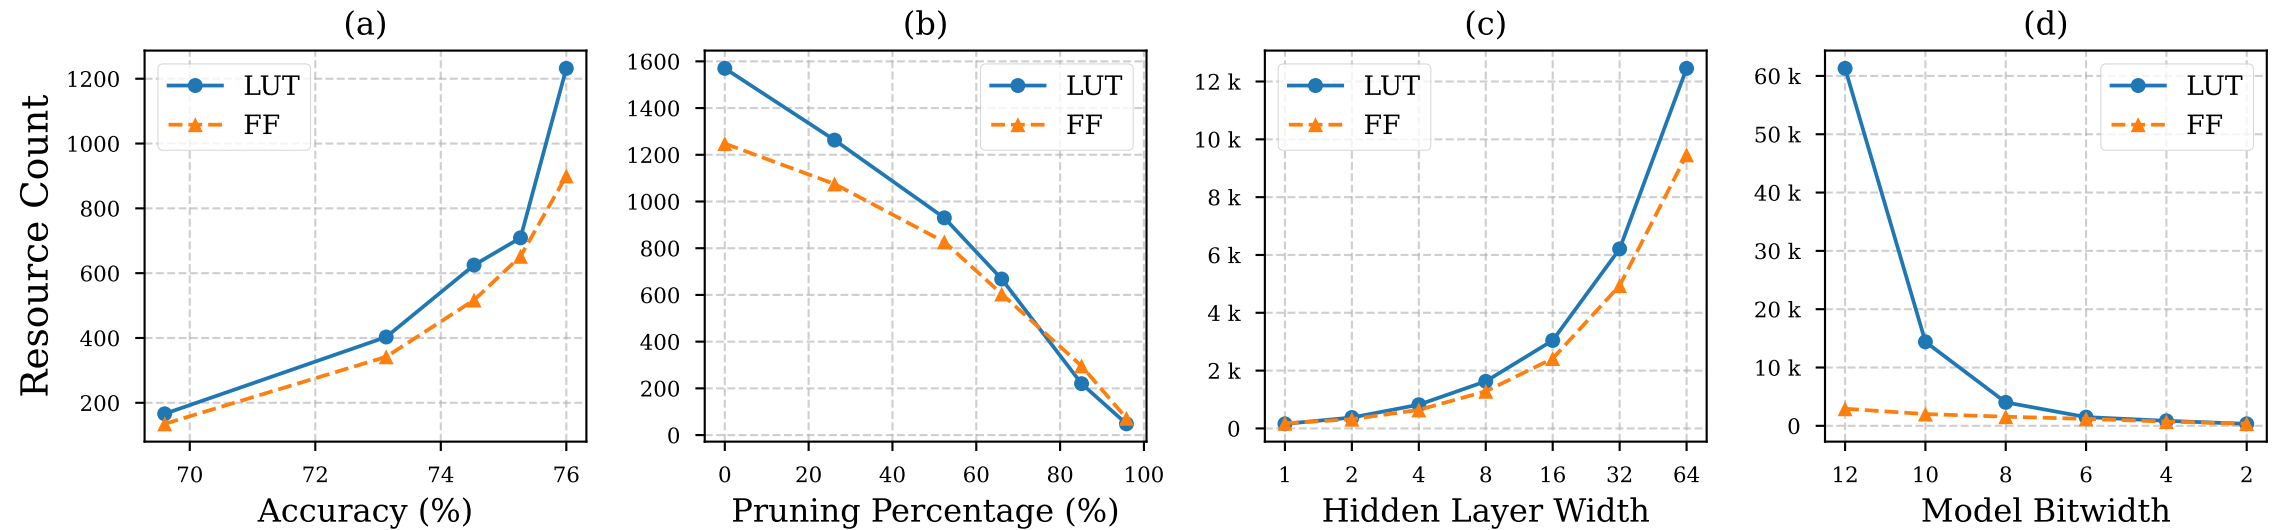 (a)
Resource Count
1200
1000
800
600
400
200
LUT
FF
70 72 74 76
Accuracy (%)
(b)
1600
1400
1200
1000
800
600
400
200
0
LUT
FF
0 20 40 60 80 100
Pruning Percentage (%)
(c)
12 k
10 k
8 k
6 k
4 k
2 k
0
LUT
FF
1 2 4 8 16 32 64
Hidden Layer Width
(d)
60 k
50 k
40 k
30 k
20 k
10 k
0
LUT
FF
12 10 8 6 4 2
Model Bitwidth